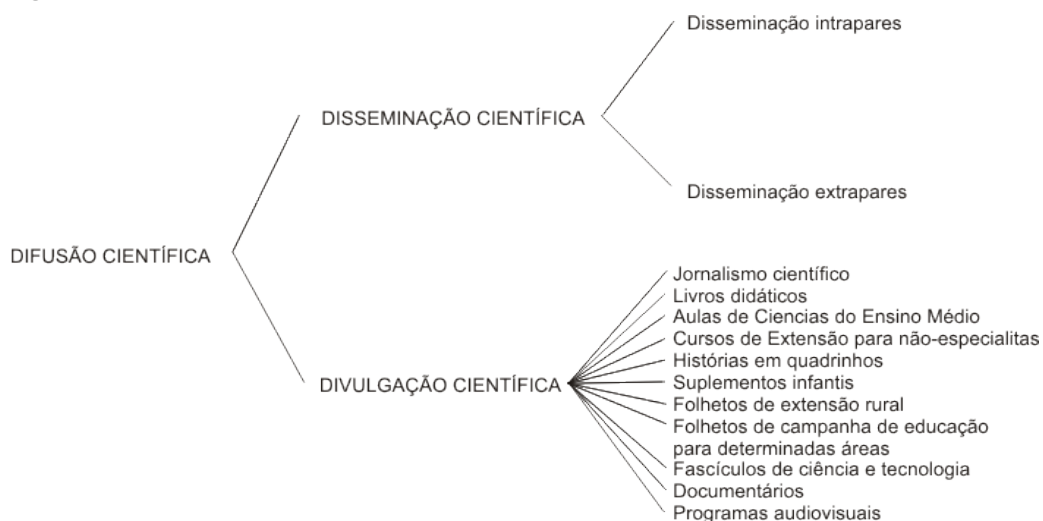 Disseminação intrapares
DISSEMINAÇÃO CIENTÍFICA
Disseminação extrapares
DIFUSÃO CIENTÍFICA
Jornalismo científico
Livros didáticos
Aulas de Ciencias do Ensino Médio
Cursos de Extensão para não-especialitas
Histórias em quadrinhos
DIVULGAÇÃO CIENTÍFICA
Suplementos infantis
Folhetos de extensão rural
Folhetos de campanha de educação
para determinadas áreas
Fascículos de ciência e tecnologia
Documentários
Programas audiovisuais